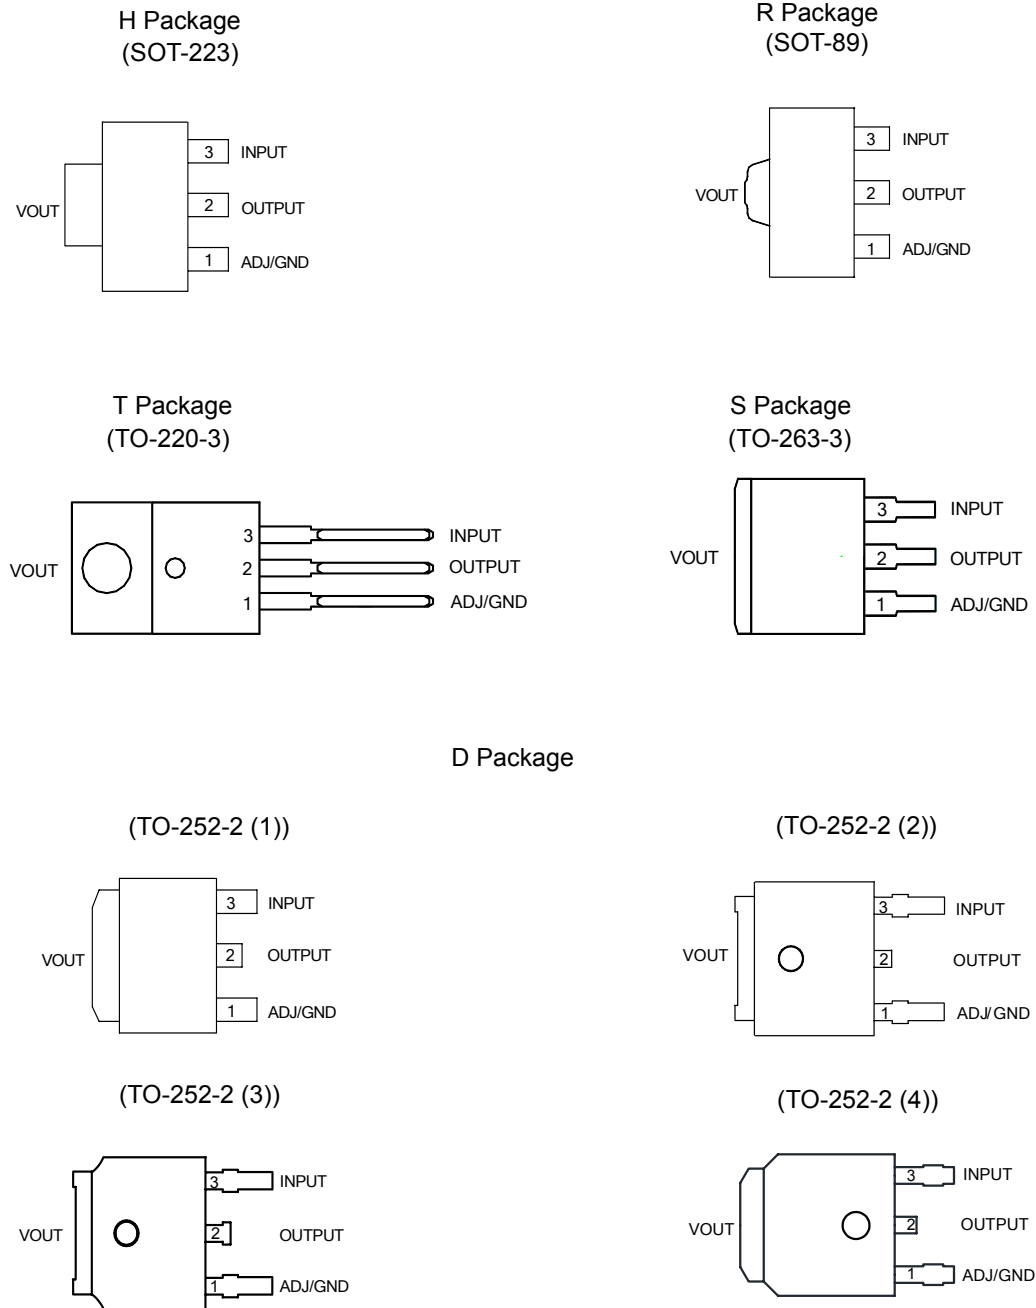 H Package
(SOT-223)
3 INPUT
VOUT 2 OUTPUT
1 ADJ/GND
R Package
(SOT-89)
3 INPUT
VOUT 2 OUTPUT
1 ADJ/GND
T Package
(TO-220-3)
3 INPUT
VOUT 2 OUTPUT
1 ADJ/GND
S Package
(TO-263-3)
3 INPUT
VOUT 2 OUTPUT
1 ADJ/GND
D Package
(TO-252-2 (1))
3 INPUT
VOUT 2 OUTPUT
1 ADJ/GND
(TO-252-2 (2))
3 INPUT
VOUT 2 OUTPUT
1 ADJ/GND
(TO-252-2 (3))
3 INPUT
VOUT 2 OUTPUT
1 ADJ/GND
(TO-252-2 (4))
3 INPUT
VOUT 2 OUTPUT
1 ADJ/GND